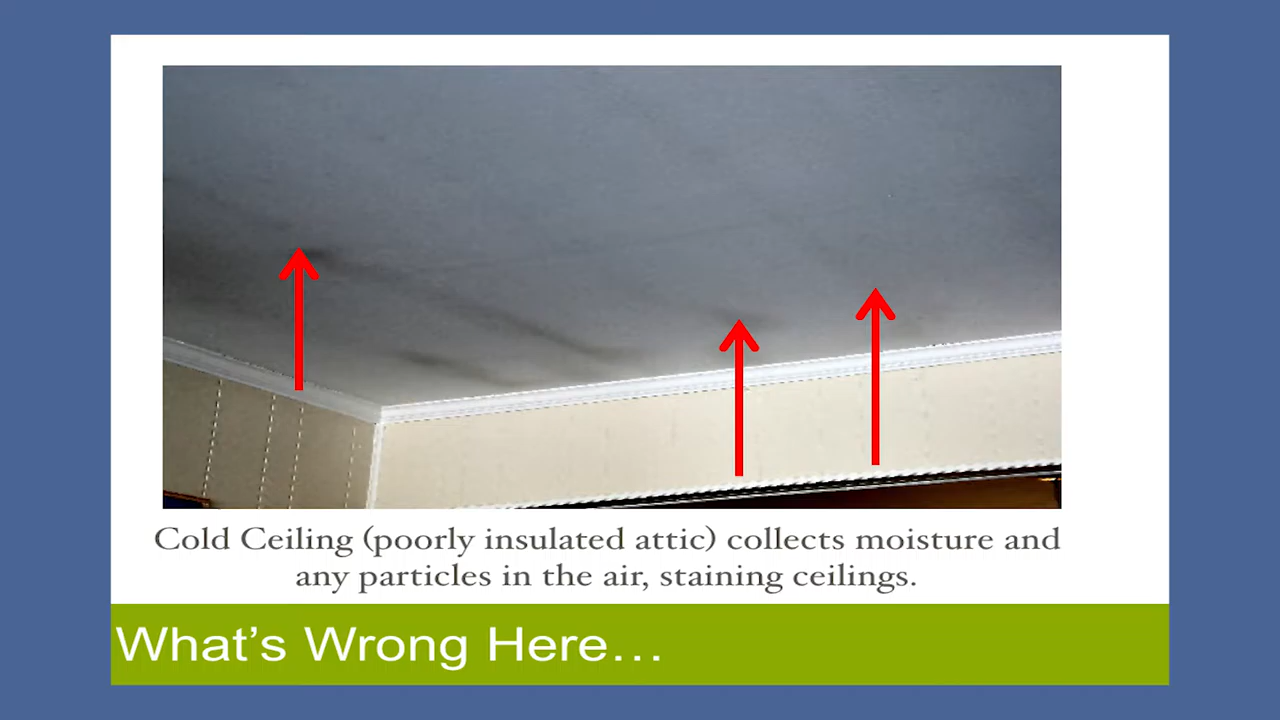 Cold Ceiling (poorly insulated attic) collects moisture and
any particles in the air, staining ceilings.
What's Wrong Here…